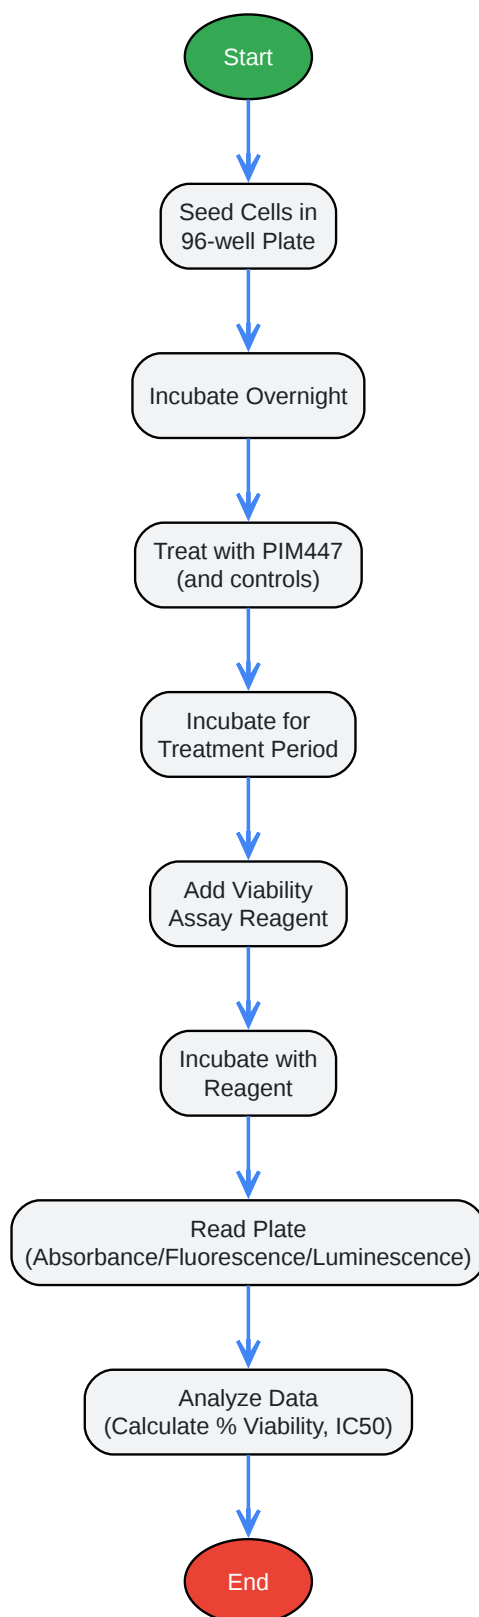 Start
Seed Cells in
96-well Plate
Incubate Overnight
Treat with PIM447
(and controls)
Incubate for
Treatment Period
Add Viability
Assay Reagent
Incubate with
Reagent
Read Plate
(Absorbance/Fluorescence/Luminescence)
Analyze Data
(Calculate % Viability, IC50)
End